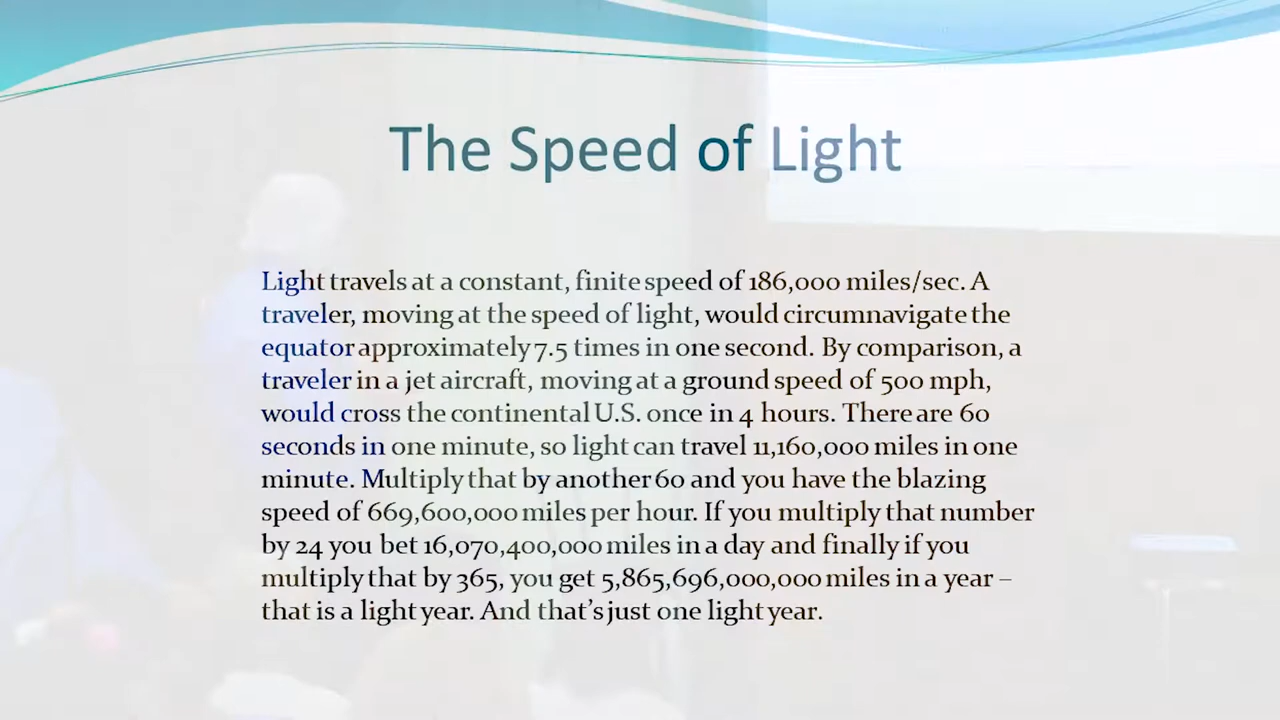 The Speed of Light
Light travels at a constant, finite speed of 186,000 miles/sec. A
traveler, moving at the speed of light, would circumnavigate the
equator approximately 7.5 times in one second. By comparison, a
traveler in a jet aircraft, moving at a ground speed of 500 mph,
would cross the continental U.S. once in 4 hours. There are 60
seconds in one minute, so light can travel 11,160,000 miles in one
minute. Multiply that by another 60 and you have the blazing
speed of 669,600,000 miles per hour. If you multiply that number
by 24 you bet 16,070,400,000 miles in a day and finally if you
multiply that by 365, you get 5,865,696,000,000 miles in a year –
that is a light year. And that's just one light year.